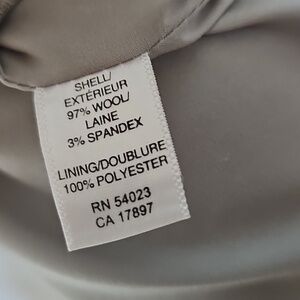 SHELL/
EXTÉRIEUR
97% WOOL/
LAINE
3% SPANDEX
LINING/DOUBLURE
100% POLYESTER
RN 54023
CA 17897